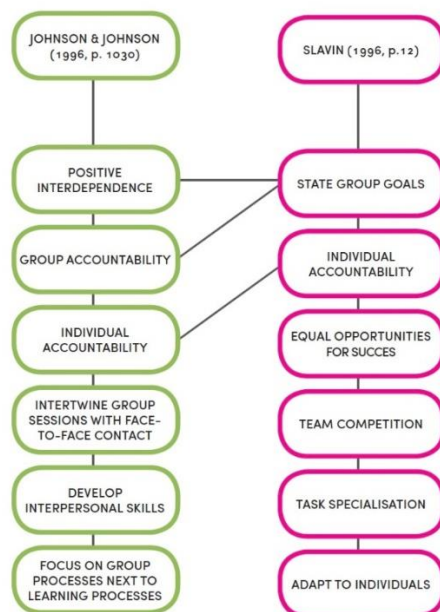 JOHNSON & JOHNSON
(1996, p. 1030)
POSITIVE
INTERDEPENDENCE
GROUP ACCOUNTABILITY
INDIVIDUAL
ACCOUNTABILITY
INTERTWINE GROUP
SESSIONS WITH FACE-
TO-FACE CONTACT
DEVELOP
INTERPERSONAL SKILLS
FOCUS ON GROUP
PROCESSES NEXT TO
LEARNING PROCESSES
SLAVIN (1996, p.12)
STATE GROUP GOALS
INDIVIDUAL
ACCOUNTABILITY
EQUAL OPPORTUNITIES
FOR SUCCES
TEAM COMPETITION
TASK SPECIALISATION
ADAPT TO INDIVIDUALS